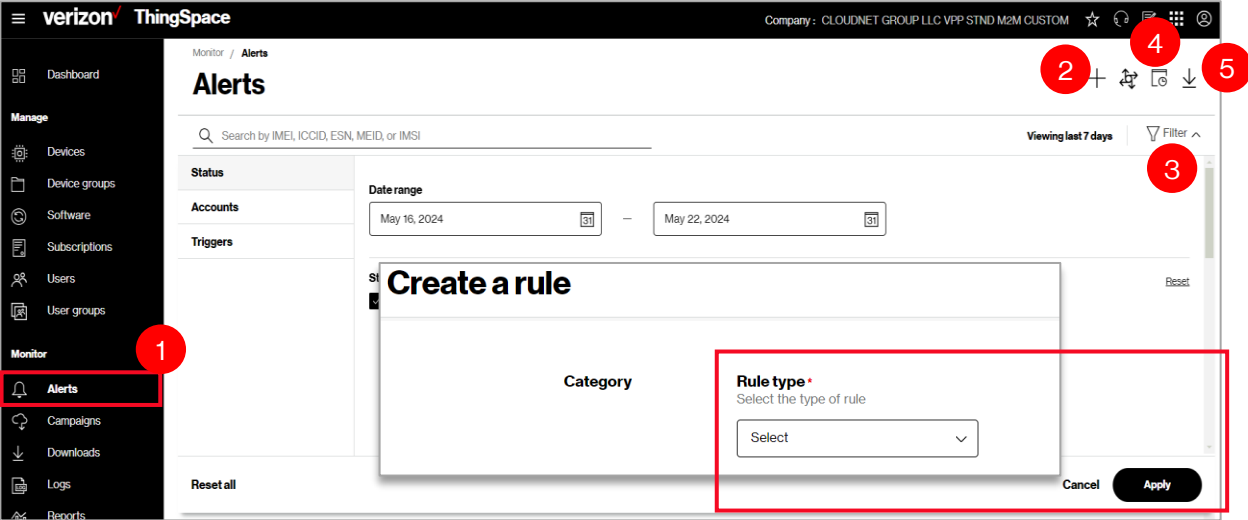 verizon✓ ThingSpace
Company : CLOUDNET GROUP LLC VPP STND M2M CUSTOM
Dashboard
Manage
Devices
Device groups
Software
Subscriptions
Users
User groups
Monitor
1
Alerts
Campaigns
Downloads
Logs
Reports
Monitor / Alerts
Alerts
2
4
5
Search by IMEI, ICCID, ESN, MEID, or IMSI
Viewing last 7 days
Filter
3
Status
Accounts
Triggers
Date range
May 16, 2024
31
–
May 22, 2024
31
Reset
Create a rule
Category
Rule type *
Select the type of rule
Select
Reset all
Cancel
Apply